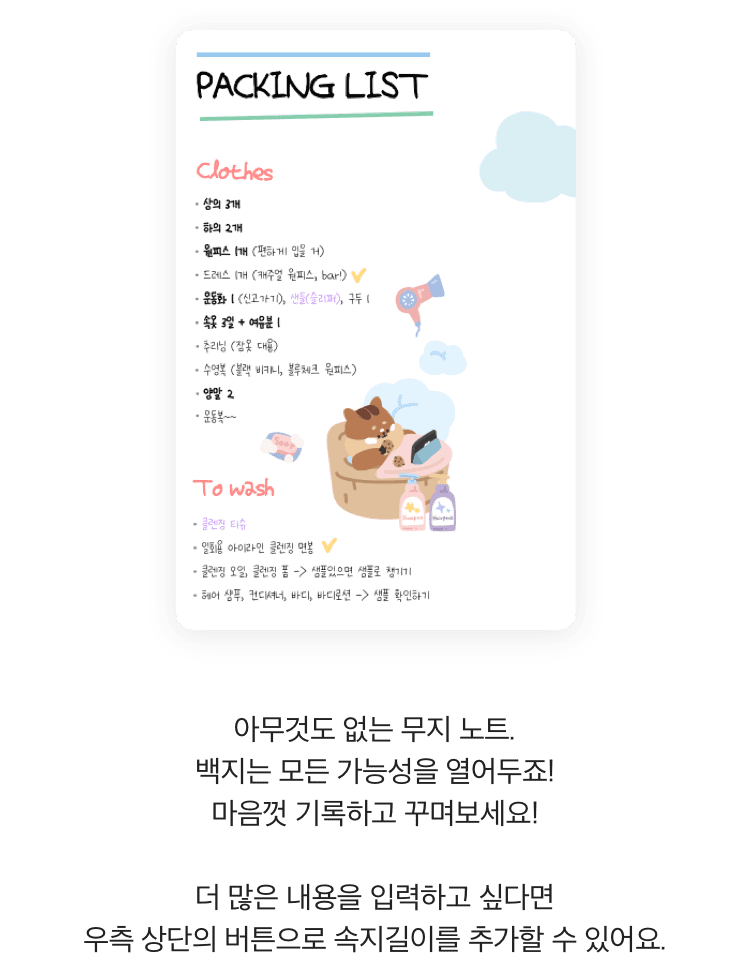 PACKING LIST
Clothes
• 상의 3개
• 하의 2개
• 원피스 1개 (편하게 입을 거)
• 드레스 1개 (캐주얼 원피스, bar!)
• 운동화 1 (신고가기), 샌들(슬리퍼), 구두 1
• 속옷 3일 + 여유분 1
• 추리닝 (잠옷 대용)
• 수영복 (블랙 비키니, 블루체크 원피스)
• 양말 2
• 운동복~~
Soap
To wash
• 클렌징 티슈
• 일회용 아이라인 클렌징 면봉
• 클렌징 오일, 클렌징 폼 -> 샘플있으면 샘플로 챙기기
• 헤어 샴푸, 컨디셔너, 바디, 바디로션 -> 샘플 확인하기
아무것도 없는 무지 노트.
백지는 모든 가능성을 열어두죠!
마음껏 기록하고 꾸며보세요!
더 많은 내용을 입력하고 싶다면
우측 상단의 버튼으로 속지길이를 추가할 수 있어요.